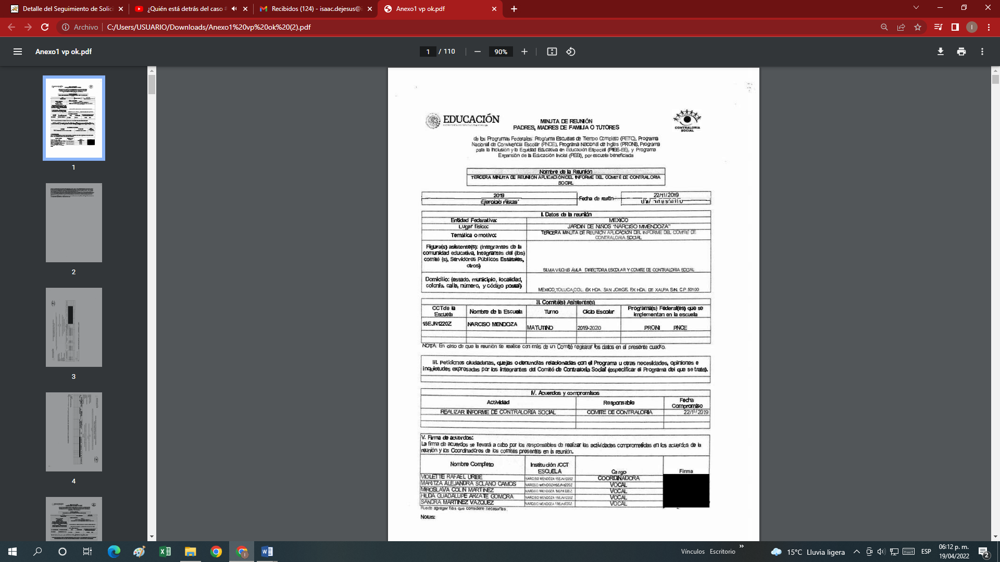 Detalle del Seguimiento de Solici
¿Quién está detrás del caso
Recibidos (124) - isaac.dejesus@
Anexo1 vp ok.pdf
Archivo
C:/Users/USUARIO/Downloads/Anexo1%20vp%20ok%20(2).pdf
Anexo1 vp ok.pdf
1 / 110
90%
1
2
3
4
EDUCACIÓN
CONTRALORIA
SOCIAL
MINUTA DE REUNIÓN
PADRES, MADRES DE FAMILIA O TUTORES
de los Programas Federales: Programa Escuelas de Tiempo Completo (PETC), Programa
Nacional de Convivencia Escolar (PNCE), Programa Nacional de Inglés (PRONI), Programa
para la Inclusión y la Equidad Educativa en Educación Especial (PIEE-EE), y Programa
Expansión de la Educación Inicial (PEEI), por escuela beneficiada
Nombre de la Reunión
TERCERA MINUTA DE REUNIÓN APLICACIÓN DEL INFORME DEL COMITÉ DE CONTRALORIA
SOCIAL
2019
Ejercicio Fiscal
Fecha de reunión
22/11/2019
día/ mes/año
II. Datos de la reunión
Entidad Federativa: MEXICO
Lugar físico: JARDIN DE NIÑOS "NARCISO MMENDOZA"
Temática o motivo: TERCERA MINUTA DE REUNIÓN APLICACIÓN DEL INFORME DEL COMITÉ DE
CONTRALORIA SOCIAL
Figura(s) asistente(s): (Integrantes de la
comunidad educativa, Integrantes del (los)
comité (s), Servidores Públicos Estatales,
otros)
SILVIA VILCHIS ÁVILA DIRECTORA ESCOLAR Y COMITE DE CONTRALORIA SOCIAL
Domicilio: (estado, municipio, localidad,
colonia, calle, número, y código postal)
MEXICO, TOLUCA, COL. EX HDA. SAN JORGE, EX HDA. DE XALPA S/N. C.P. 50100
II. Comité(s) Asistente(s)
CCT de la
Escuela
Nombre de la Escuela
Turno
Ciclo Escolar
Programa(s) Federal(es) que se
implementan en la escuela
15EJN1220Z
NARCISO MENDOZA
MATUTINO
2019-2020
PRONI PNCE
NOTA: En caso de que la reunión se realice con más de un Comité registrar los datos en el presente cuadro.
III. Peticiones ciudadanas, quejas o denuncias relacionadas con el Programa u otras necesidades, opiniones e
inquietudes expresadas por los integrantes del Comité de Contraloria Social (especificar el Programa del que se trate).
IV. Acuerdos y compromisos
Actividad
Responsable
Fecha
Compromiso
REALIZAR INFORME DE CONTRALORIA SOCIAL
COMITE DE CONTRALORIA
22/11/2019
V. Firma de acuerdos:
La firma de acuerdos se llevará a cabo por los responsables de realizar las actividades comprometidas en los acuerdos de la
reunión y los Coordinadores de los comités presentes en la reunión.
Nombre Completo
Institución /CCT
ESCUELA
Cargo
Firma
VIOLETTE RAFAEL URIBE NARCISO MENDOZA 15EJN1220Z COORDINADORA
MARITZA ALEJANDRA SOLANO CAMOS NARCISO MENDOZA15EJN1220Z VOCAL
MIROSLAVA COLIN MARTINEZ NARCISO MENDOZA 15EJN1220Z VOCAL
HILDA GUADALUPE ARZATE GOMORA NARCISO MENDOZA 15EJN1220Z VOCAL
SANDRA MARTINEZ VAZQUEZ NARCISO MENDOZA 15EJN1220Z VOCAL
Puede agregar filas que considere necesarias.
Notas:
Vínculos
Escritorio
15°C Lluvia ligera
ESP
06:12 p. m.
19/04/2022
2